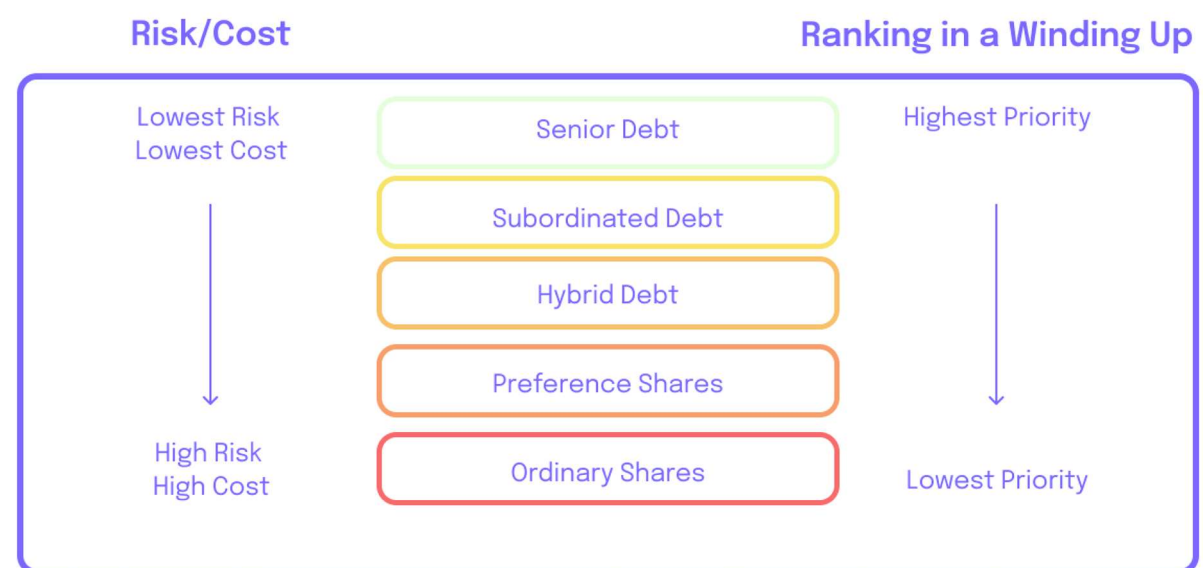 Risk/Cost
Ranking in a Winding Up
Lowest Risk
Lowest Cost
Senior Debt
Highest Priority
Subordinated Debt
Hybrid Debt
Preference Shares
High Risk
High Cost
Ordinary Shares
Lowest Priority